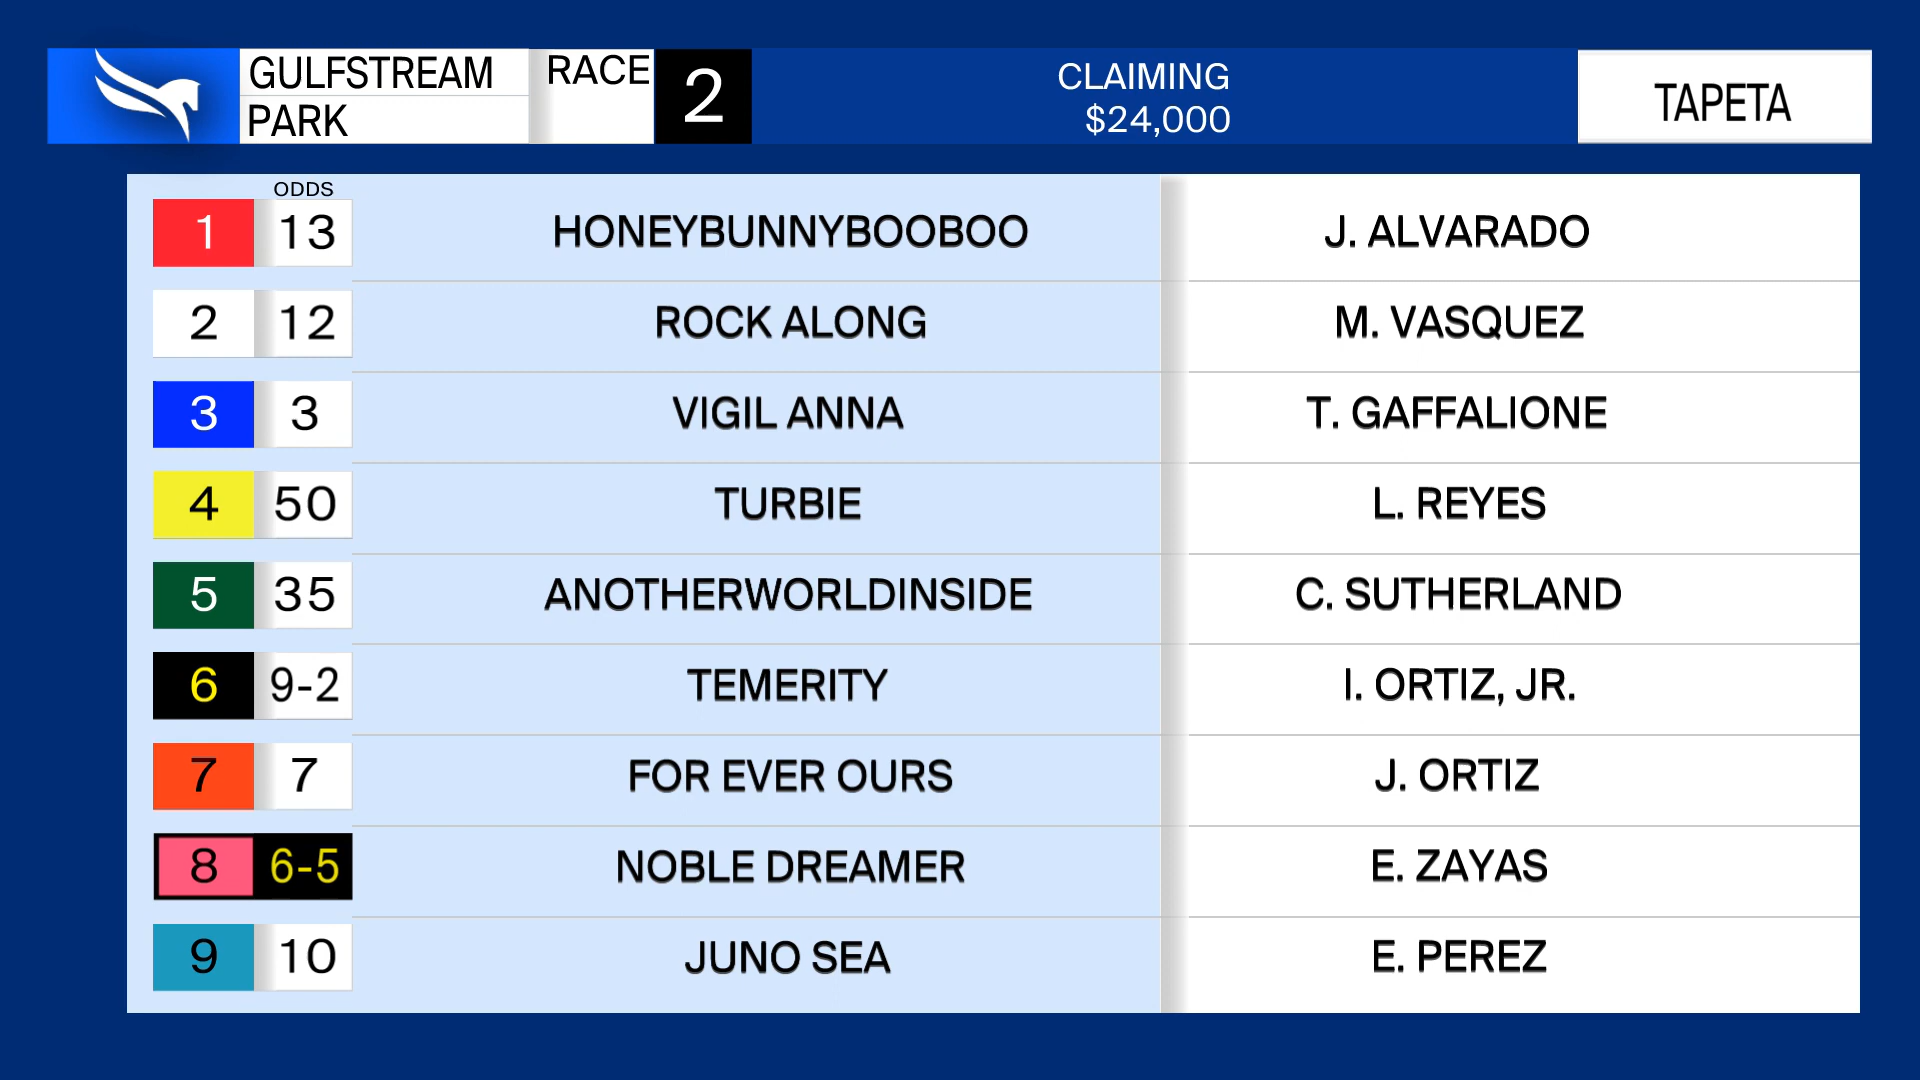 GULFSTREAM PARK RACE 2 CLAIMING $24,000 TAPETA
ODDS
1 13 HONEYBUNNYBOOBOO J. ALVARADO
2 12 ROCK ALONG M. VASQUEZ
3 3 VIGIL ANNA T. GAFFALIONE
4 50 TURBIE L. REYES
5 35 ANOTHERWORLDINSIDE C. SUTHERLAND
6 9-2 TEMERITY I. ORTIZ, JR.
7 7 FOR EVER OURS J. ORTIZ
8 6-5 NOBLE DREAMER E. ZAYAS
9 10 JUNO SEA E. PEREZ